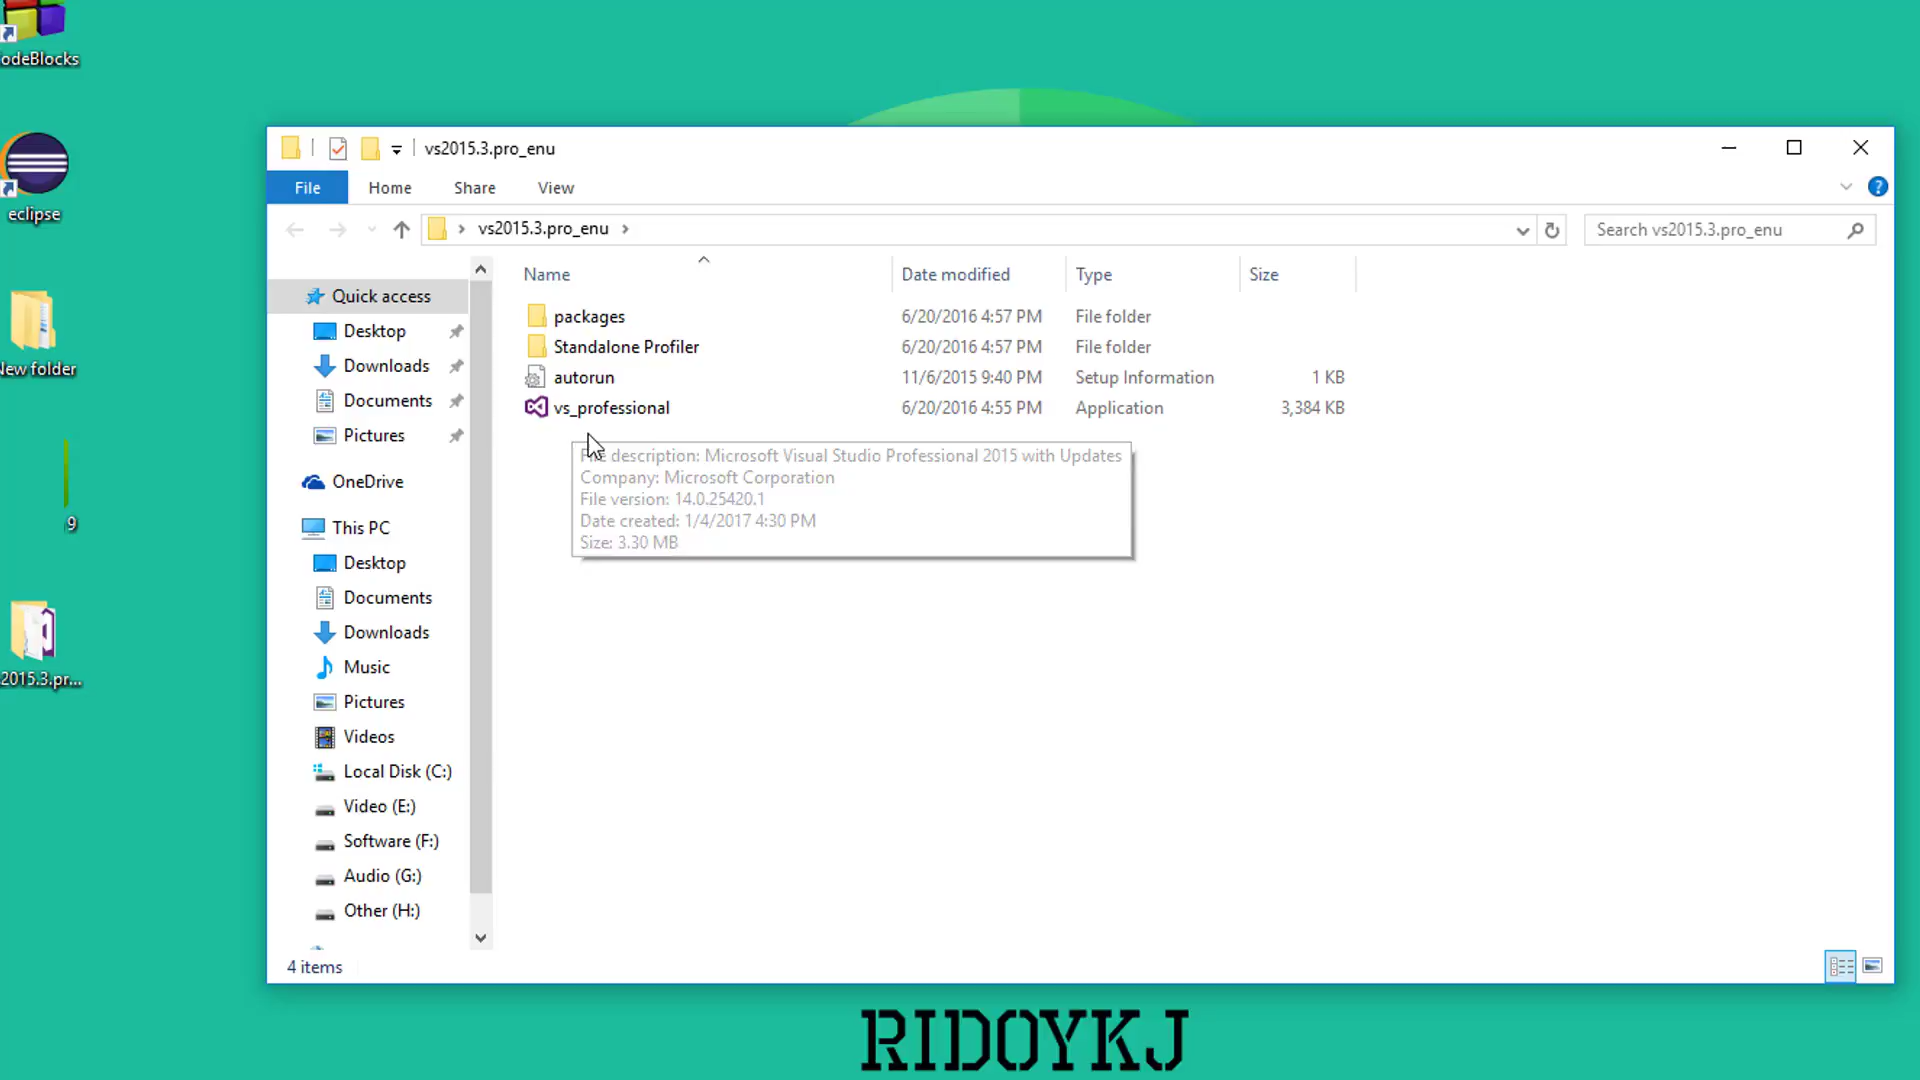 odeBlocks
eclipse
New folder
9
2015.3.pr...
vs2015.3.pro_enu
File Home Share View
vs2015.3.pro_enu
Search vs2015.3.pro_enu
Name Date modified Type Size
packages 6/20/2016 4:57 PM File folder
Standalone Profiler 6/20/2016 4:57 PM File folder
autorun 11/6/2015 9:40 PM Setup Information 1 KB
vs_professional 6/20/2016 4:55 PM Application 3,384 KB
File description: Microsoft Visual Studio Professional 2015 with Updates
Company: Microsoft Corporation
File version: 14.0.25420.1
Date created: 1/4/2017 4:30 PM
Size: 3.30 MB
Quick access
Desktop
Downloads
Documents
Pictures
OneDrive
This PC
Desktop
Documents
Downloads
Music
Pictures
Videos
Local Disk (C:)
Video (E:)
Software (F:)
Audio (G:)
Other (H:)
4 items
RIDOYKJ